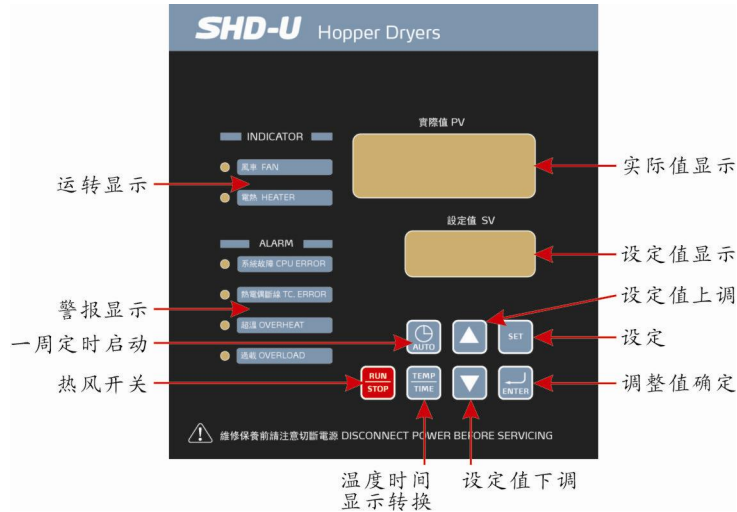 SHD-U Hopper Dryers
實際值 PV
INDICATOR
風車 FAN
電熱 HEATER
運转显示
实际值显示
設定值 SV
设定值显示
ALARM
系統故障 CPU ERROR
熱電偶斷線 TC. ERROR
超溫 OVERHEAT
過載 OVERLOAD
警报显示
设定值上调
一周定时启动
AUTO
SET
设定
热风开关
RUN
STOP
TEMP
TIME
ENTER
调整值确定
維修保養前請注意切斷電源 DISCONNECT POWER BEFORE SERVICING
温度时间
显示转换
设定值下调